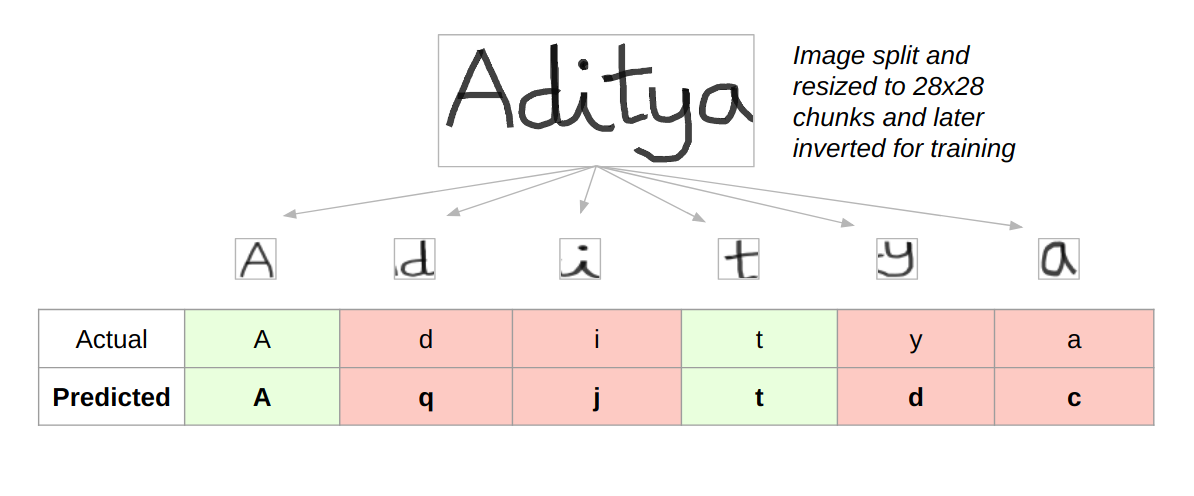 Aditya
Image split and
resized to 28x28
chunks and later
inverted for training
A d i t y a
Actual A d i t y a
Predicted A q j t d c